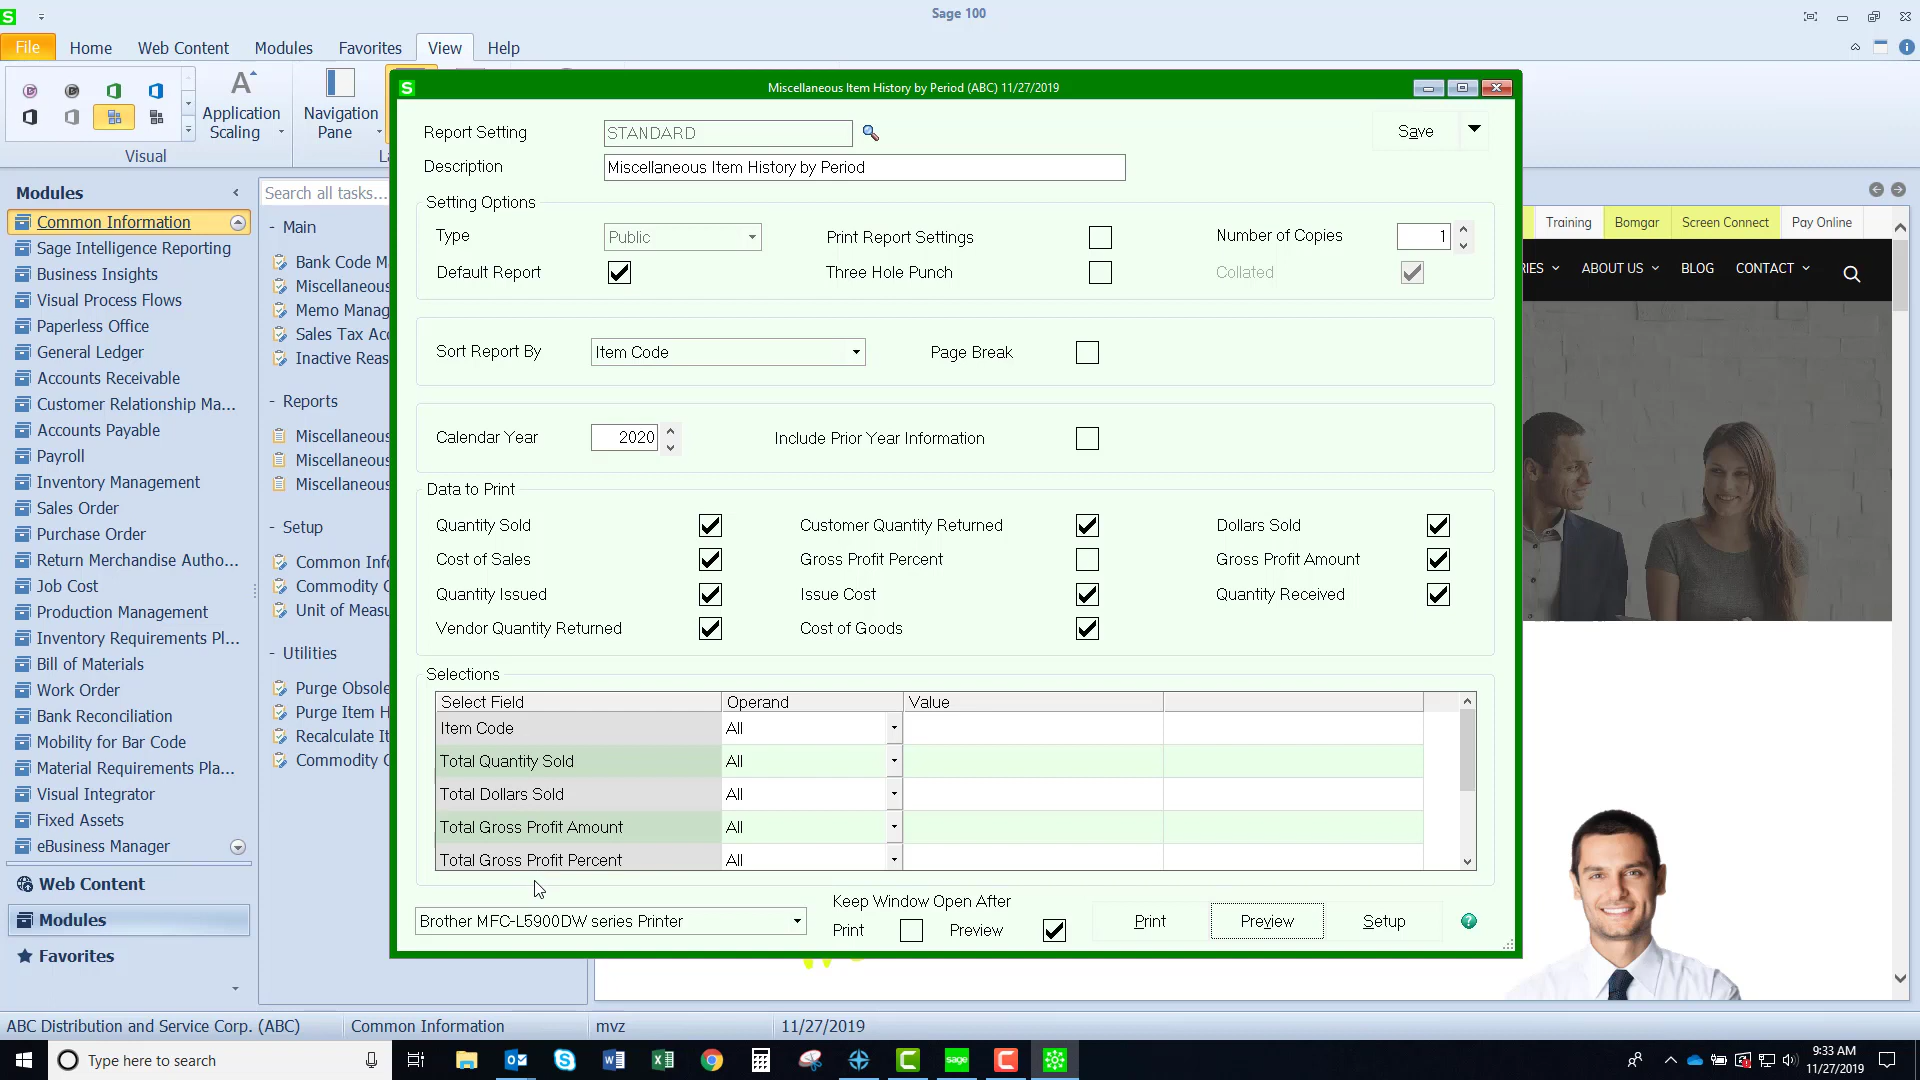 Sage 100
File Home Web Content Modules Favorites View Help
Application Scaling
Navigation Pane
Visual
Miscellaneous Item History by Period (ABC) 11/27/2019
Modules
Common Information
Sage Intelligence Reporting
Business Insights
Visual Process Flows
Paperless Office
General Ledger
Accounts Receivable
Customer Relationship Ma...
Accounts Payable
Payroll
Inventory Management
Sales Order
Purchase Order
Return Merchandise Autho...
Job Cost
Production Management
Inventory Requirements Pl...
Bill of Materials
Work Order
Bank Reconciliation
Mobility for Bar Code
Material Requirements Pla...
Visual Integrator
Fixed Assets
eBusiness Manager
Web Content
Modules
Favorites
Search all tasks...
- Main
Bank Code M
Miscellaneous
Memo Manag
Sales Tax Acc
Inactive Reas
- Reports
Miscellaneous
Miscellaneous
Miscellaneous
- Setup
Common Infor
Commodity C
Unit of Measu
- Utilities
Purge Obsole
Purge Item H
Recalculate It
Commodity C
Report Setting STANDARD Save
Description Miscellaneous Item History by Period
Setting Options
Type Public Print Report Settings Number of Copies 1
Default Report Three Hole Punch Collated
Sort Report By Item Code Page Break
Calendar Year 2020 Include Prior Year Information
Data to Print
Quantity Sold Customer Quantity Returned Dollars Sold
Cost of Sales Gross Profit Percent Gross Profit Amount
Quantity Issued Issue Cost Quantity Received
Vendor Quantity Returned Cost of Goods
Selections
Select Field Operand Value
Item Code All
Total Quantity Sold All
Total Dollars Sold All
Total Gross Profit Amount All
Total Gross Profit Percent All
Keep Window Open After
Brother MFC-L5900DW series Printer Print Preview Print Preview Setup
Training Bomgar Screen Connect Pay Online
RIES ABOUT US BLOG CONTACT
ABC Distribution and Service Corp. (ABC) Common Information mvz 11/27/2019
Type here to search
sage
9:33 AM
11/27/2019